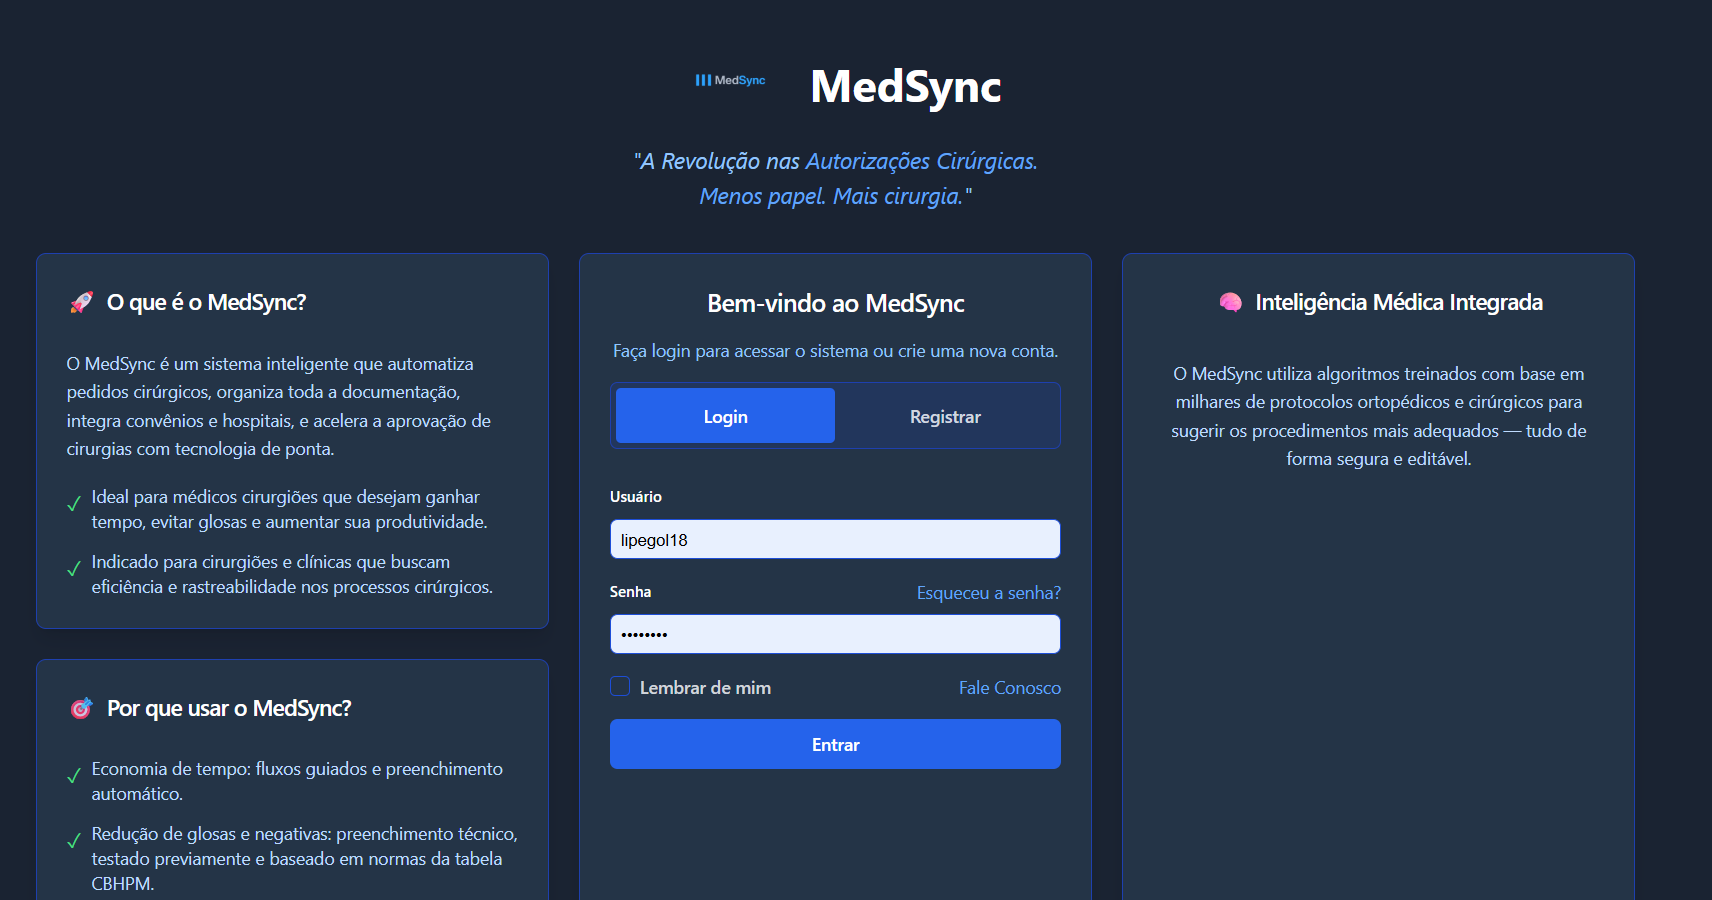 MedSync
MedSync
"A Revolução nas Autorizações Cirúrgicas.
Menos papel. Mais cirurgia."
O que é o MedSync?
O MedSync é um sistema inteligente que automatiza
pedidos cirúrgicos, organiza toda a documentação,
integra convênios e hospitais, e acelera a aprovação de
cirurgias com tecnologia de ponta.
Ideal para médicos cirurgiões que desejam ganhar
tempo, evitar glosas e aumentar sua produtividade.
Indicado para cirurgiões e clínicas que buscam
eficiência e rastreabilidade nos processos cirúrgicos.
Por que usar o MedSync?
Economia de tempo: fluxos guiados e preenchimento
automático.
Redução de glosas e negativas: preenchimento técnico,
testado previamente e baseado em normas da tabela
CBHPM.
Bem-vindo ao MedSync
Faça login para acessar o sistema ou crie uma nova conta.
Login
Registrar
Usuário
lipegol18
Senha
Esqueceu a senha?
••••••••
Lembrar de mim
Fale Conosco
Entrar
Inteligência Médica Integrada
O MedSync utiliza algoritmos treinados com base em
milhares de protocolos ortopédicos e cirúrgicos para
sugerir os procedimentos mais adequados — tudo de
forma segura e editável.